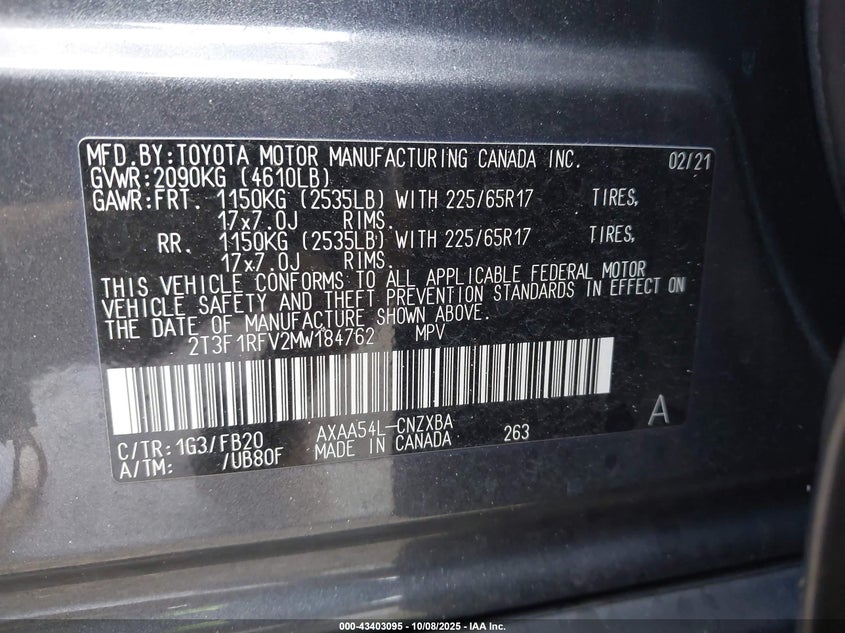 MFD.BY:TOYOTA MOTOR MANUFACTURING CANADA INC. 02/21
GVWR:2090KG (4610LB)
GAWR:FRT. 1150KG (2535LB) WITH 225/65R17 TIRES,
17x7.0J RIMS.
RR. 1150KG (2535LB) WITH 225/65R17 TIRES,
17x7.0J RIMS.
THIS VEHICLE CONFORMS TO ALL APPLICABLE FEDERAL MOTOR
VEHICLE SAFETY AND THEFT PREVENTION STANDARDS IN EFFECT ON
THE DATE OF MANUFACTURE SHOWN ABOVE.
2T3F1RFV2MW184762 MPV
C/TR:1G3/FB20 AXAA54L-CNZXBA 263 A
A/TM: /UB80F MADE IN CANADA
000-43403095 - 10/08/2025 - IAA Inc.